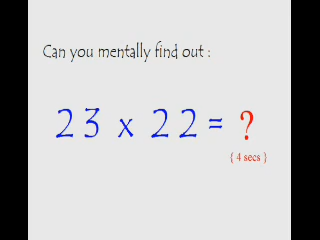 Can you mentally find out :
23 x 22 = ?
( 4 secs )